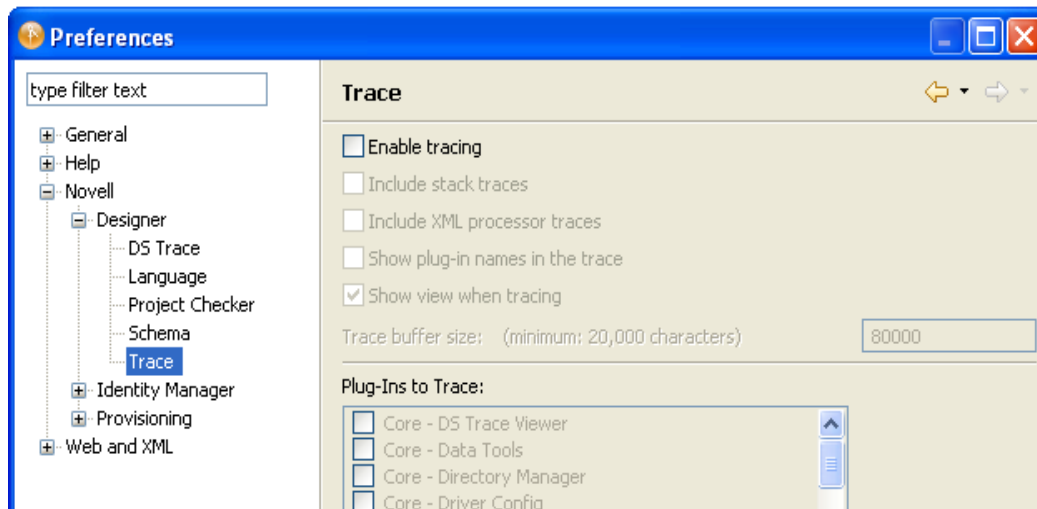 Preferences
type filter text
General
Help
Novell
Designer
DS Trace
Language
Project Checker
Schema
Trace
Identity Manager
Provisioning
Web and XML
Trace
Enable tracing
Include stack traces
Include XML processor traces
Show plug-in names in the trace
Show view when tracing
Trace buffer size: (minimum: 20,000 characters) 80000
Plug-Ins to Trace:
Core - DS Trace Viewer
Core - Data Tools
Core - Directory Manager
Core - Driver Config